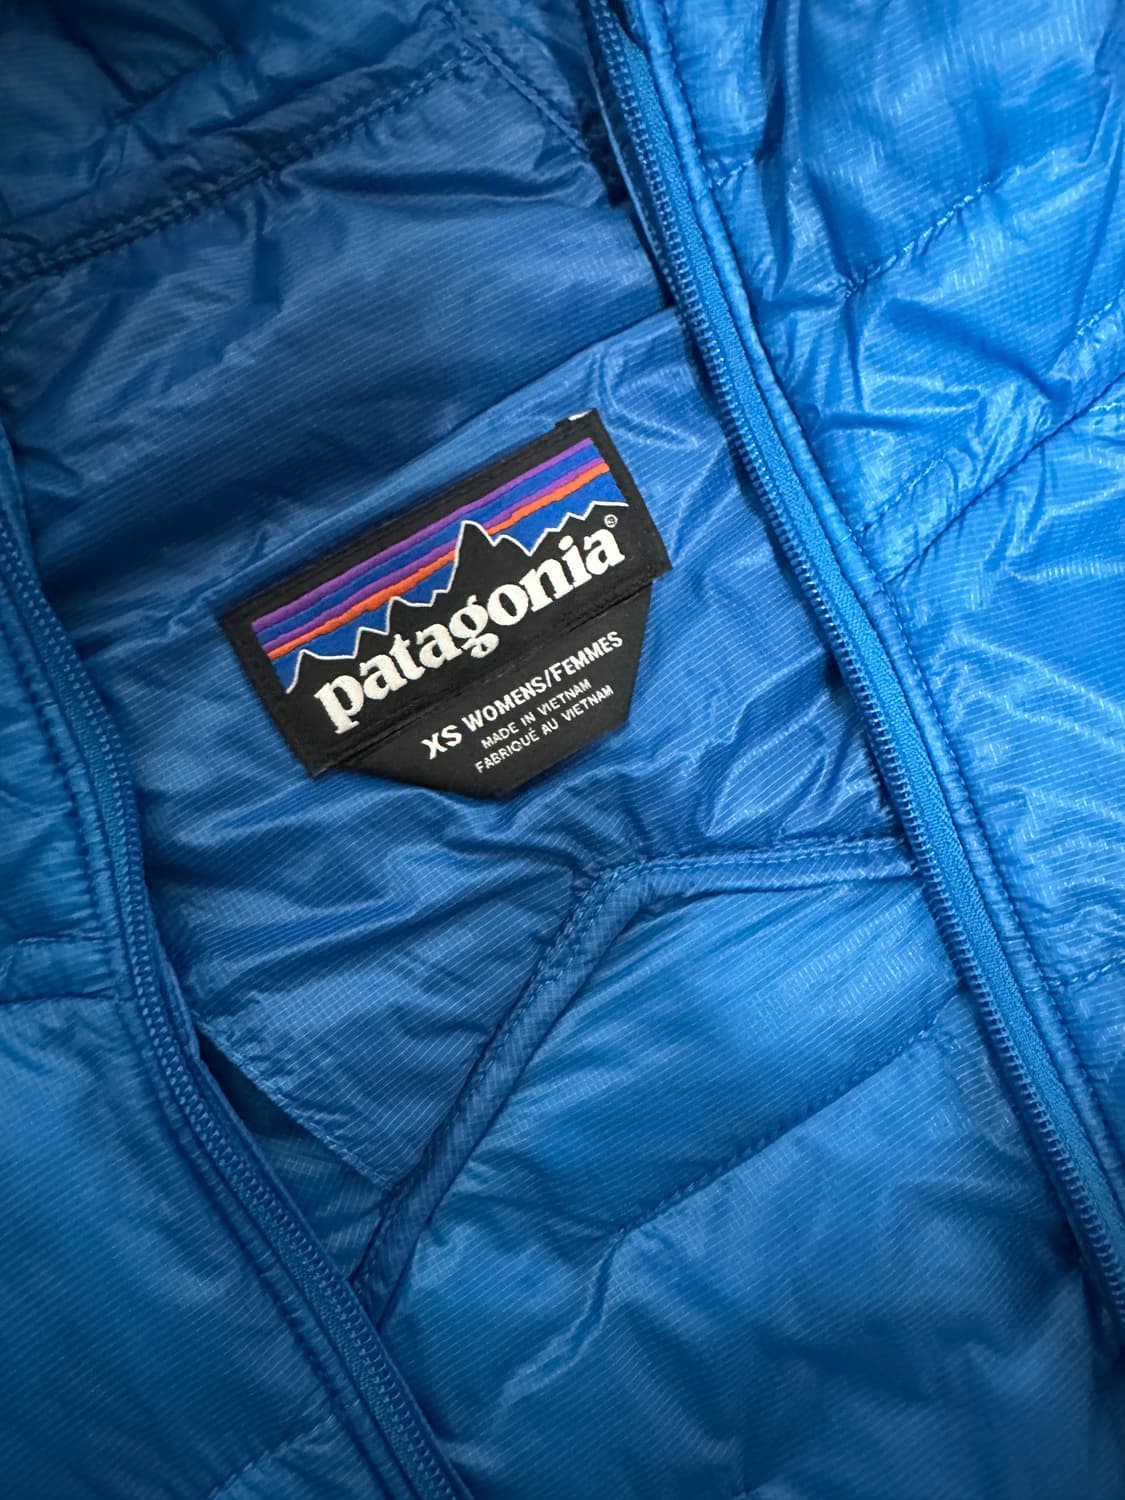 patagonia®
XS WOMENS/FEMMES
MADE IN VIETNAM
FABRIQUÉ AU VIETNAM